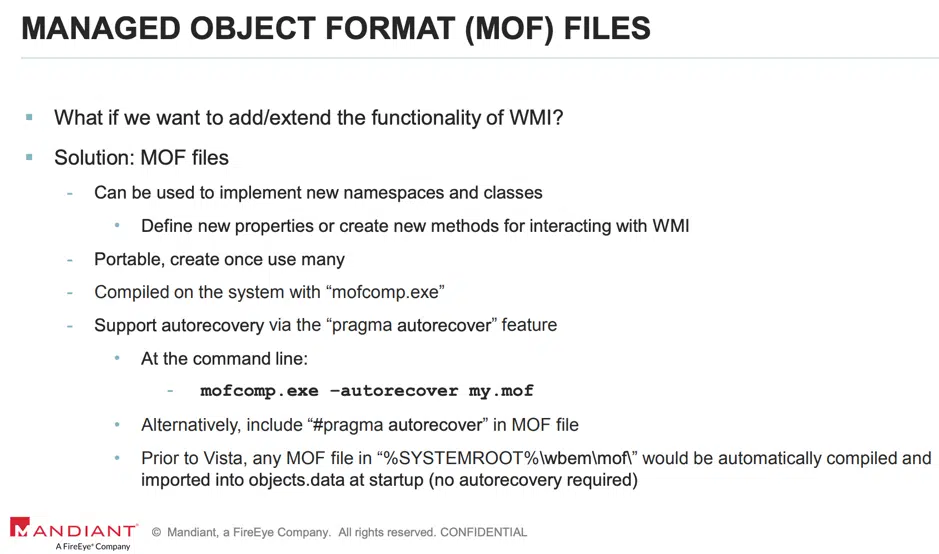 MANAGED OBJECT FORMAT (MOF) FILES
▪ What if we want to add/extend the functionality of WMI?
▪ Solution: MOF files
- Can be used to implement new namespaces and classes
• Define new properties or create new methods for interacting with WMI
- Portable, create once use many
- Compiled on the system with “mofcomp.exe”
- Support autorecovery via the “pragma autorecover” feature
• At the command line:
- mofcomp.exe –autorecover my.mof
• Alternatively, include “#pragma autorecover” in MOF file
• Prior to Vista, any MOF file in “%SYSTEMROOT%\wbem\mof\” would be automatically compiled and
imported into objects.data at startup (no autorecovery required)
MANDIANT
A FireEye® Company
© Mandiant, a FireEye Company. All rights reserved. CONFIDENTIAL